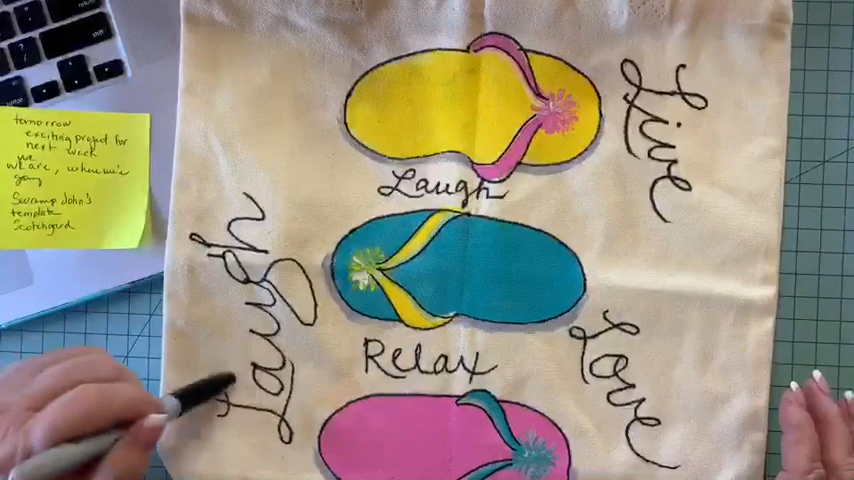 tomorrow
exciting project for
next week
we are, where we're
going
Swamp John's
template
Scotchgard
Live
Laugh
Laugh
Relax
Love